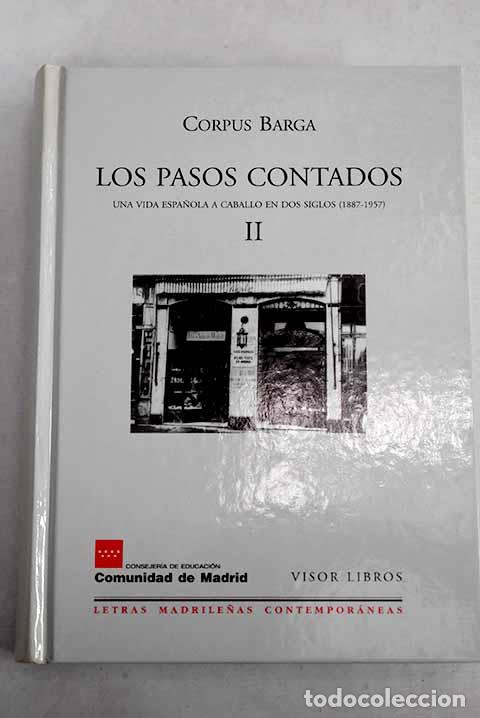 CORPUS BARGA
LOS PASOS CONTADOS
UNA VIDA ESPAÑOLA A CABALLO EN DOS SIGLOS (1887-1957)
II
CONSEJERÍA DE EDUCACIÓN
Comunidad de Madrid
VISOR LIBROS
LETRAS MADRILEÑAS CONTEMPORÁNEAS
todocoleccion
todocoleccion.net